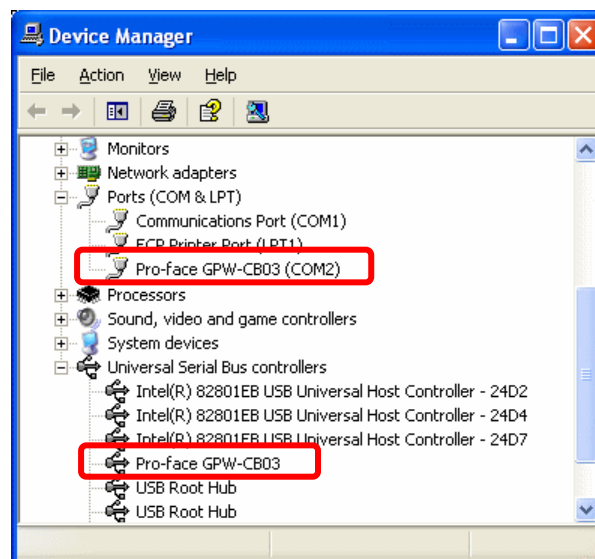 Device Manager
File Action View Help
Monitors
Network adapters
Ports (COM & LPT)
Communications Port (COM1)
ECP Printer Port (LPT1)
Pro-face GPW-CB03 (COM2)
Processors
Sound, video and game controllers
System devices
Universal Serial Bus controllers
Intel(R) 82801EB USB Universal Host Controller - 24D2
Intel(R) 82801EB USB Universal Host Controller - 24D4
Intel(R) 82801EB USB Universal Host Controller - 24D7
Pro-face GPW-CB03
USB Root Hub
USB Root Hub